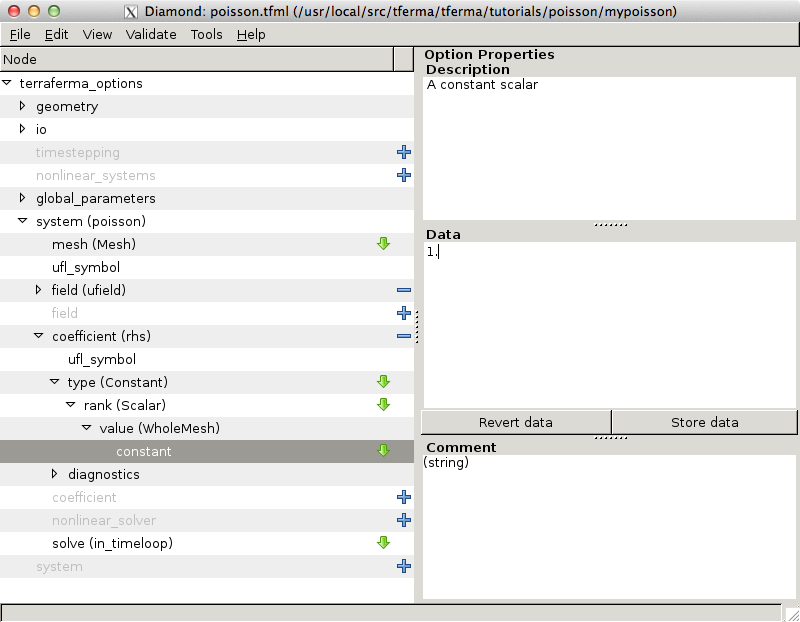 Diamond: poisson.tfml (/usr/local/src/tferma/tferma/tutorials/poisson/mypoisson)
File Edit View Validate Tools Help
Node
terraferma_options
geometry
io
timestepping
nonlinear_systems
global_parameters
system (poisson)
mesh (Mesh)
ufl_symbol
field (ufield)
field
coefficient (rhs)
ufl_symbol
type (Constant)
rank (Scalar)
value (WholeMesh)
constant
diagnostics
coefficient
nonlinear_solver
solve (in_timeloop)
system
Option Properties
Description
A constant scalar
Data
1.
Revert data Store data
Comment
(string)